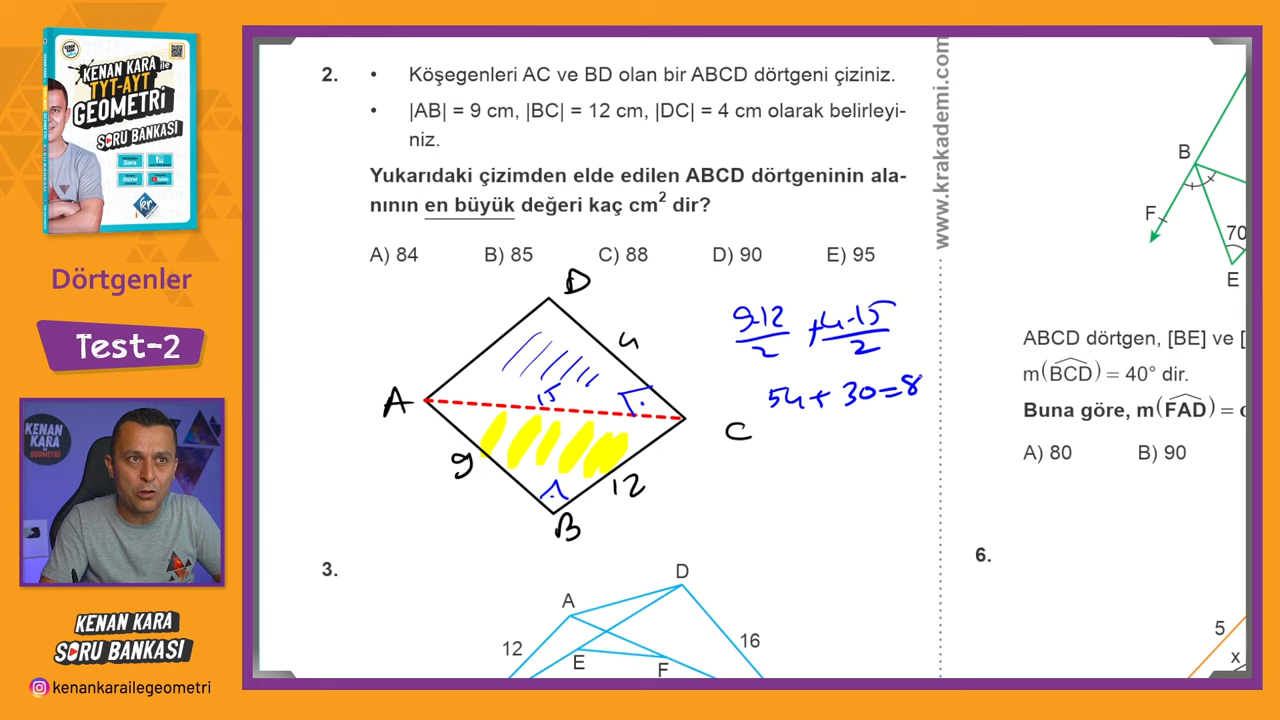 KENAN KARA ile
TYT-AYT
GEOMETRİ
SORU BANKASI
Dörtgenler
Test-2
KENAN KARA
SORU BANKASI
kenankarailegeometri
2. • Köşegenleri AC ve BD olan bir ABCD dörtgeni çiziniz.
• |AB| = 9 cm, |BC| = 12 cm, |DC| = 4 cm olarak belirleyi-
niz.
Yukarıdaki çizimden elde edilen ABCD dörtgeninin ala-
nının en büyük değeri kaç cm² dir?
A) 84 B) 85 C) 88 D) 90 E) 95
D
4
A
15
C
9
12
B
9.12/2 + 4.15/2
54 + 30 = 8
3.
D
A
12
16
E
F
www.krakademi.com
B
F
70
E
ABCD dörtgen, [BE] ve [
m(BCD) = 40° dir.
Buna göre, m(FAD) =
A) 80 B) 90
6.
5
x